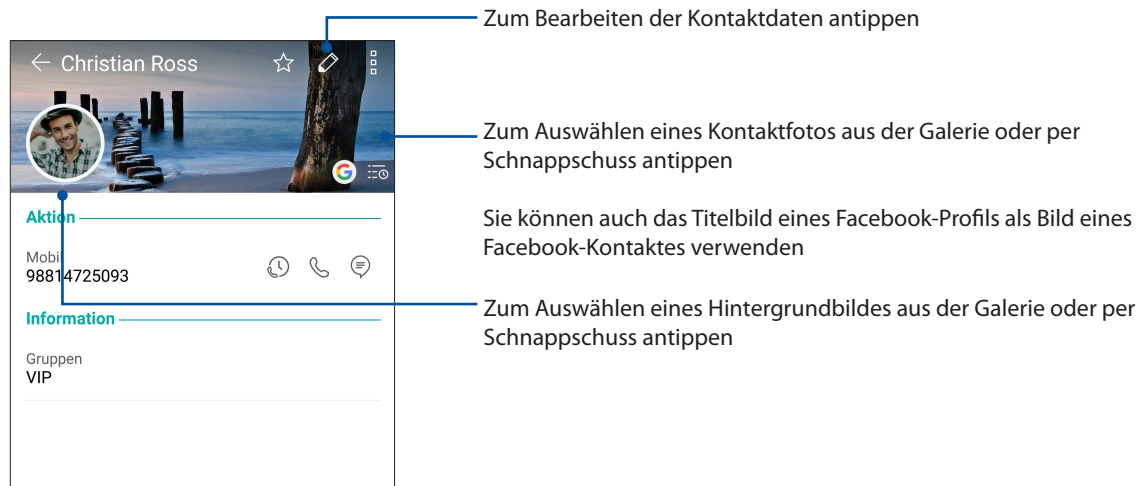 Zum Bearbeiten der Kontaktdaten antippen
Christian Ross
Zum Auswählen eines Kontaktfotos aus der Galerie oder per
Schnappschuss antippen
G
Sie können auch das Titelbild eines Facebook-Profils als Bild eines
Facebook-Kontaktes verwenden
Aktion
Mobil
98814725093
Zum Auswählen eines Hintergrundbildes aus der Galerie oder per
Schnappschuss antippen
Information
Gruppen
VIP